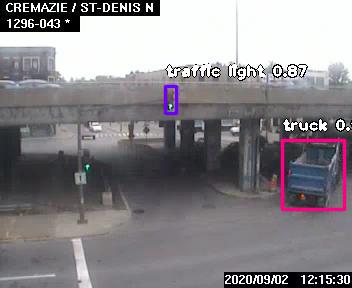 CREMAZIE / ST-DENIS N
1296-043 *
traffic light 0.87
truck 0.
2020/09/02 12:15:30